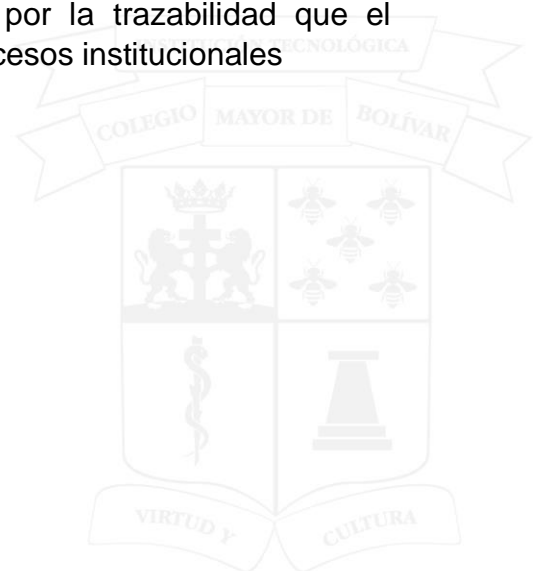 por la trazabilidad que el
cesos institucionales
INSTITUCIÓN TECNOLÓGICA
COLEGIO MAYOR DE BOLÍVAR
VIRTUD Y CULTURA